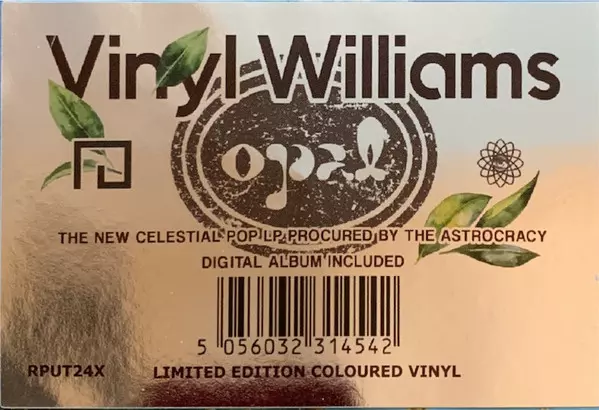 Vinyl Williams
opal
THE NEW CELESTIAL POP LP PROCURED BY THE ASTROCRACY
DIGITAL ALBUM INCLUDED
5 056032 314542
RPUT24X
LIMITED EDITION COLOURED VINYL